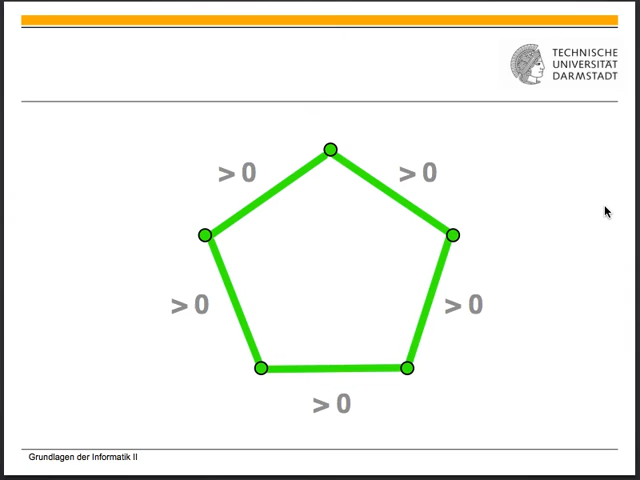 TECHNISCHE
UNIVERSITÄT
DARMSTADT
> 0
> 0
> 0
> 0
> 0
Grundlagen der Informatik II